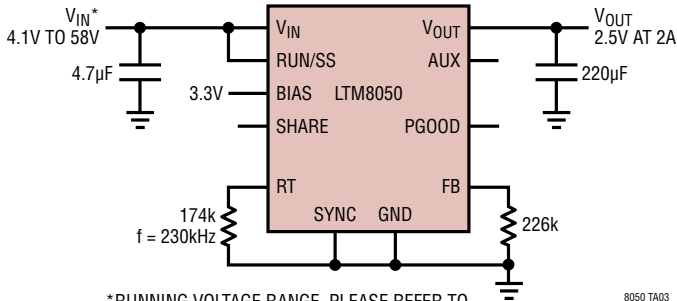 VIN*
4.1V TO 58V
4.7µF
VIN
RUN/SS
3.3V
BIAS
LTM8050
SHARE
RT
174k
f = 230kHz
SYNC
GND
VOUT
AUX
PGOOD
FB
VOUT
2.5V AT 2A
220µF
226k
*RUNNING VOLTAGE RANGE. PLEASE REFER TO
8050 TA03